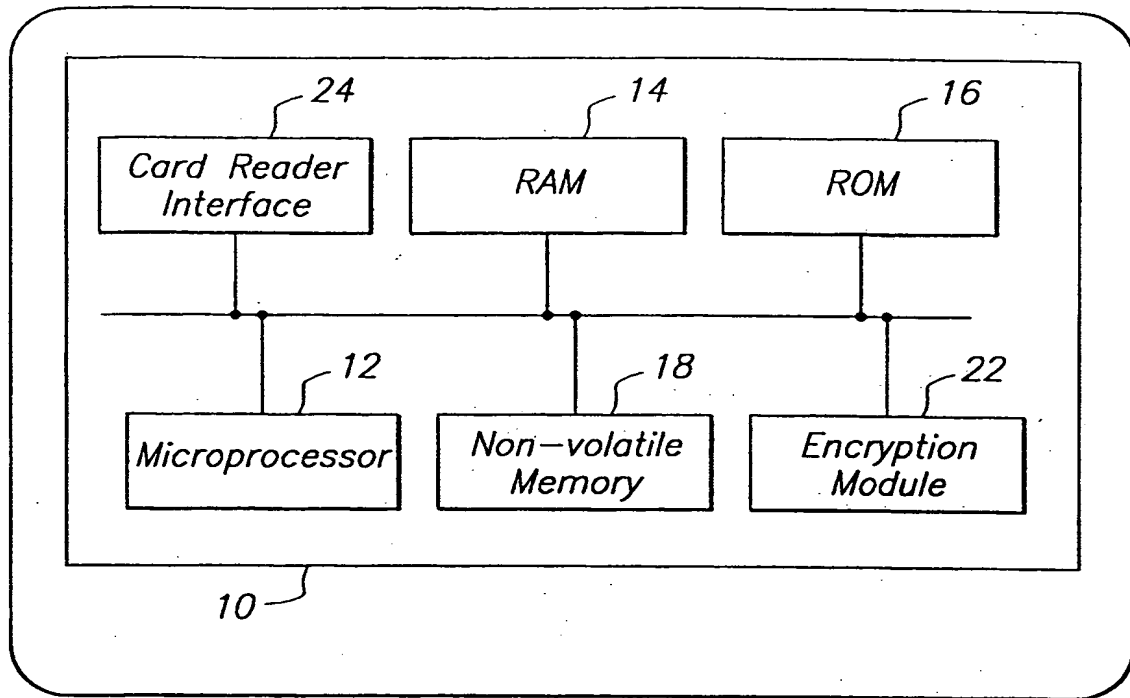 24
14
16
Card Reader
Interface
RAM
ROM
12
18
22
Microprocessor
Non-volatile
Memory
Encryption
Module
10